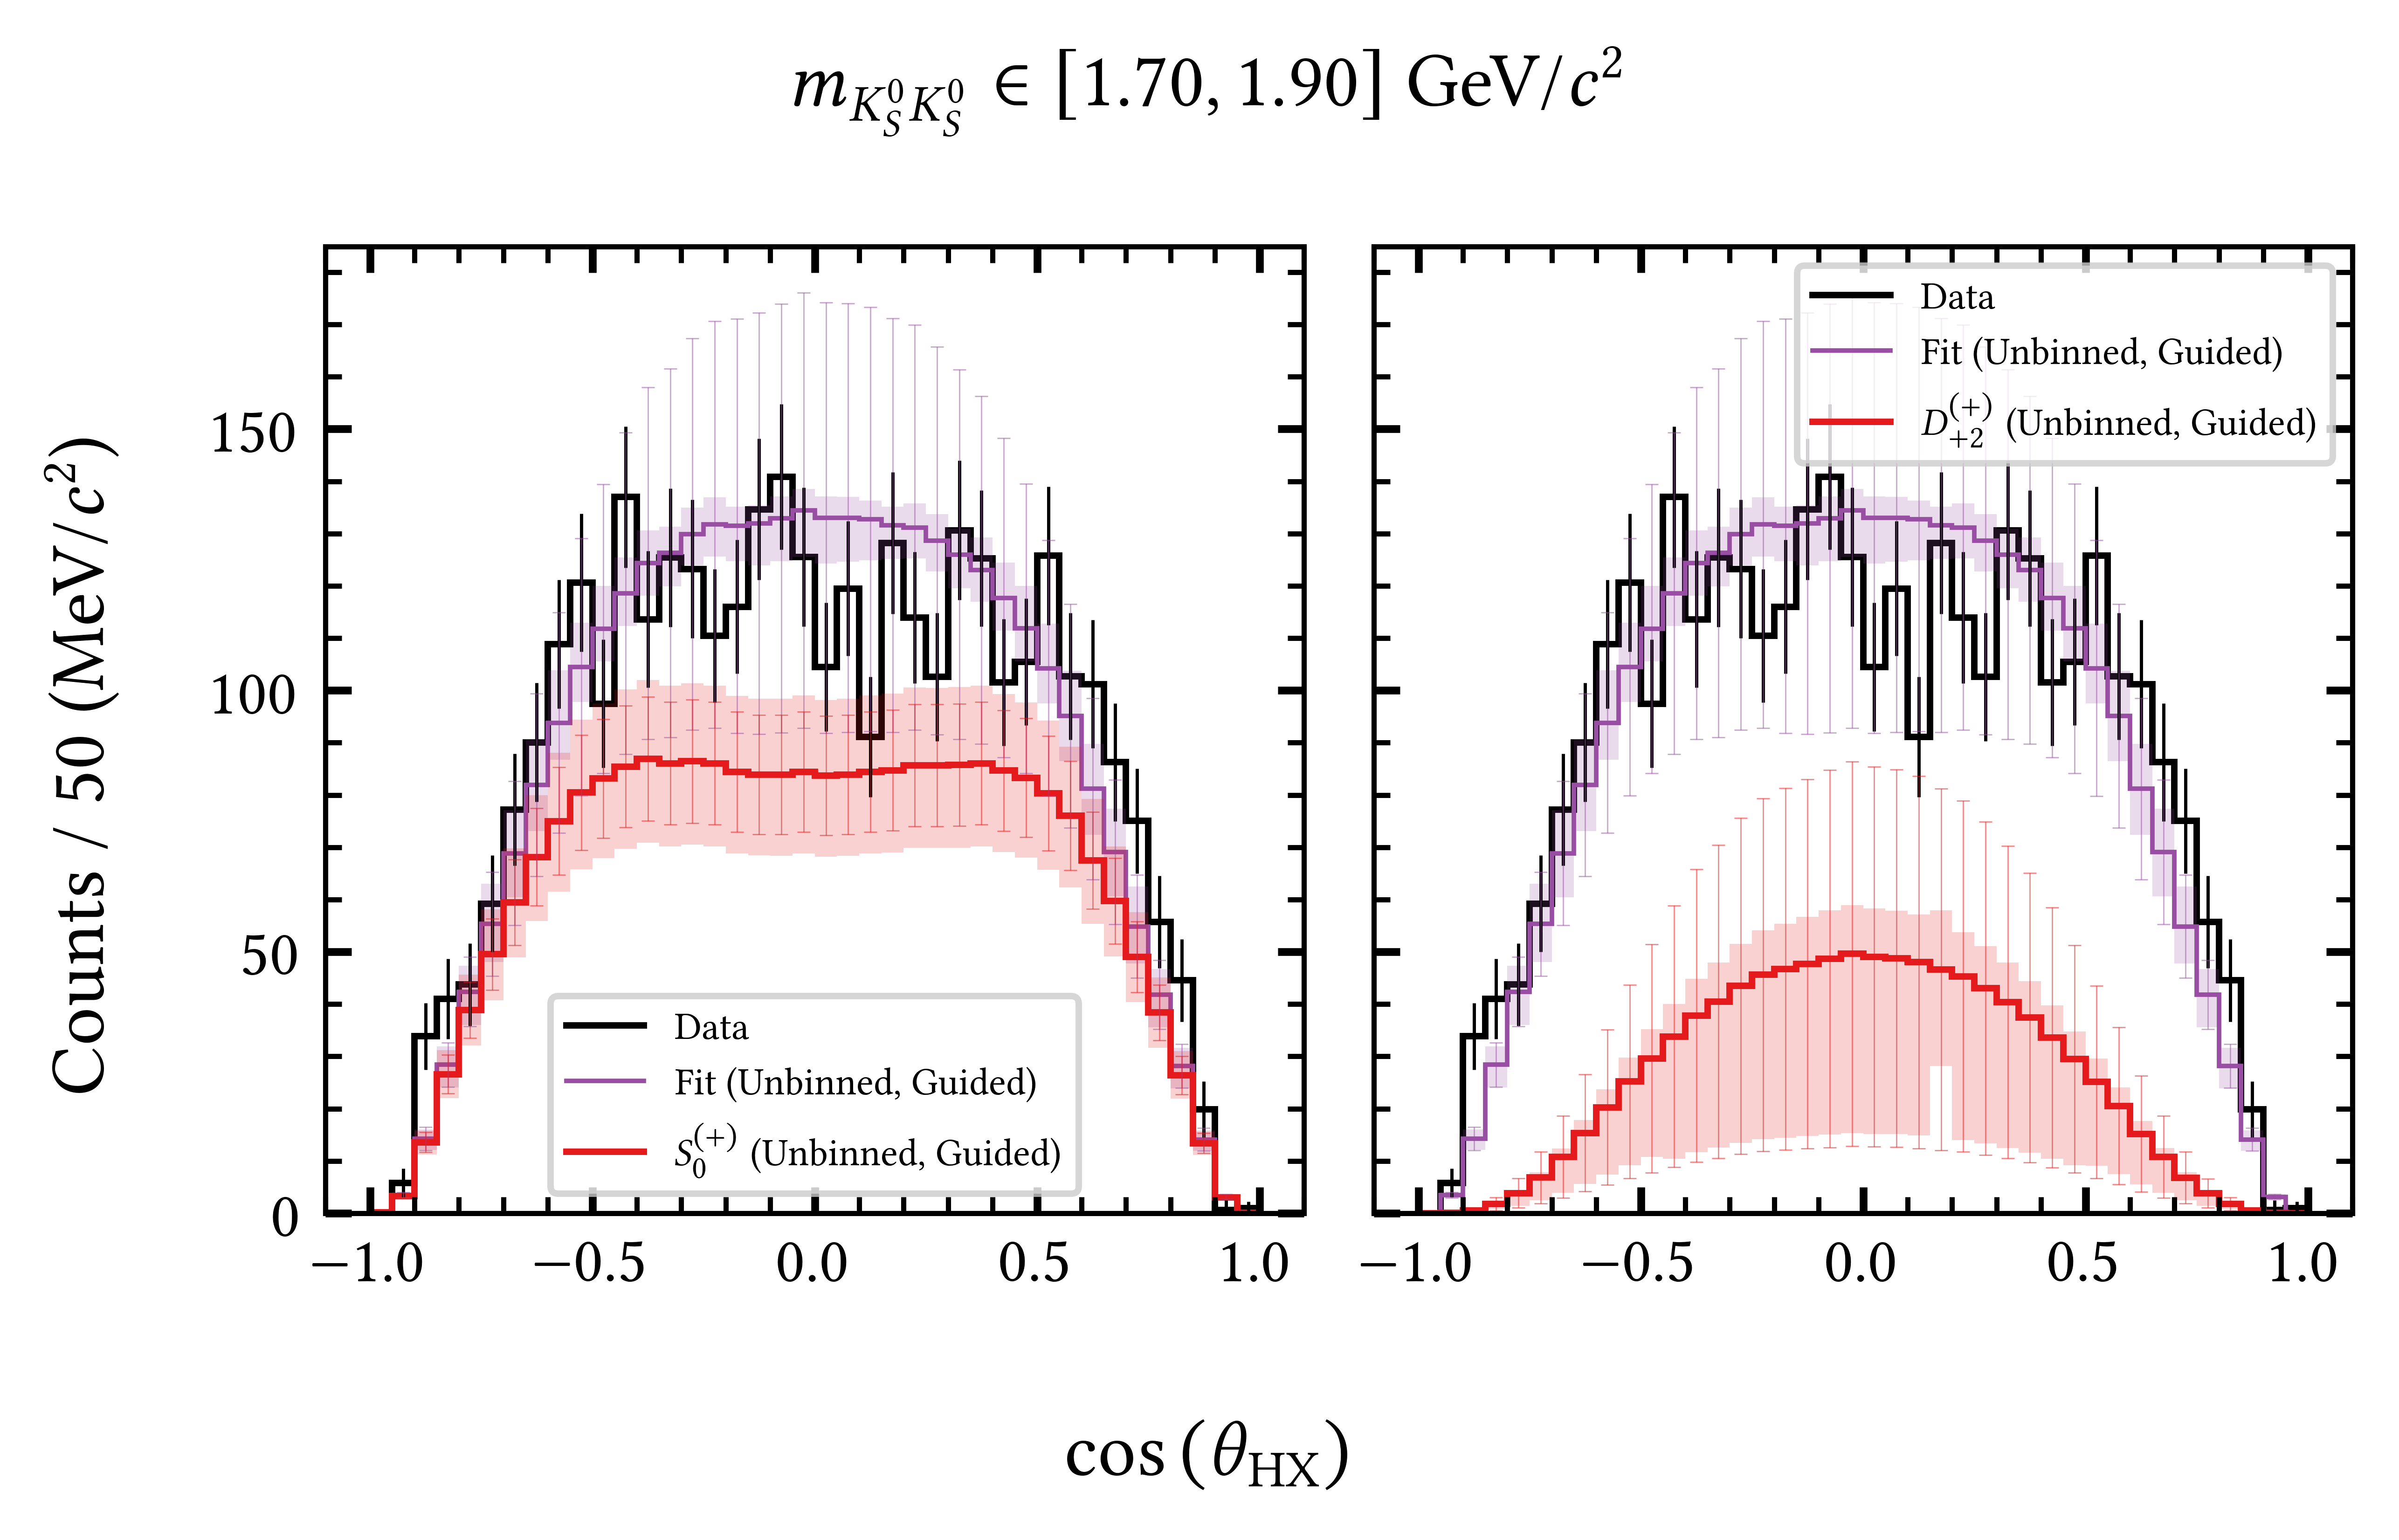 m_{K_S^0 K_S^0} ∈ [1.70, 1.90] GeV/c²
Counts / 50 (MeV/c²)
150
100
50
0
Data
Fit (Unbinned, Guided)
S_0^{(+)} (Unbinned, Guided)
−1.0 −0.5 0.0 0.5 1.0
Data
Fit (Unbinned, Guided)
D_{+2}^{(+)} (Unbinned, Guided)
−1.0 −0.5 0.0 0.5 1.0
cos (θ_{HX})